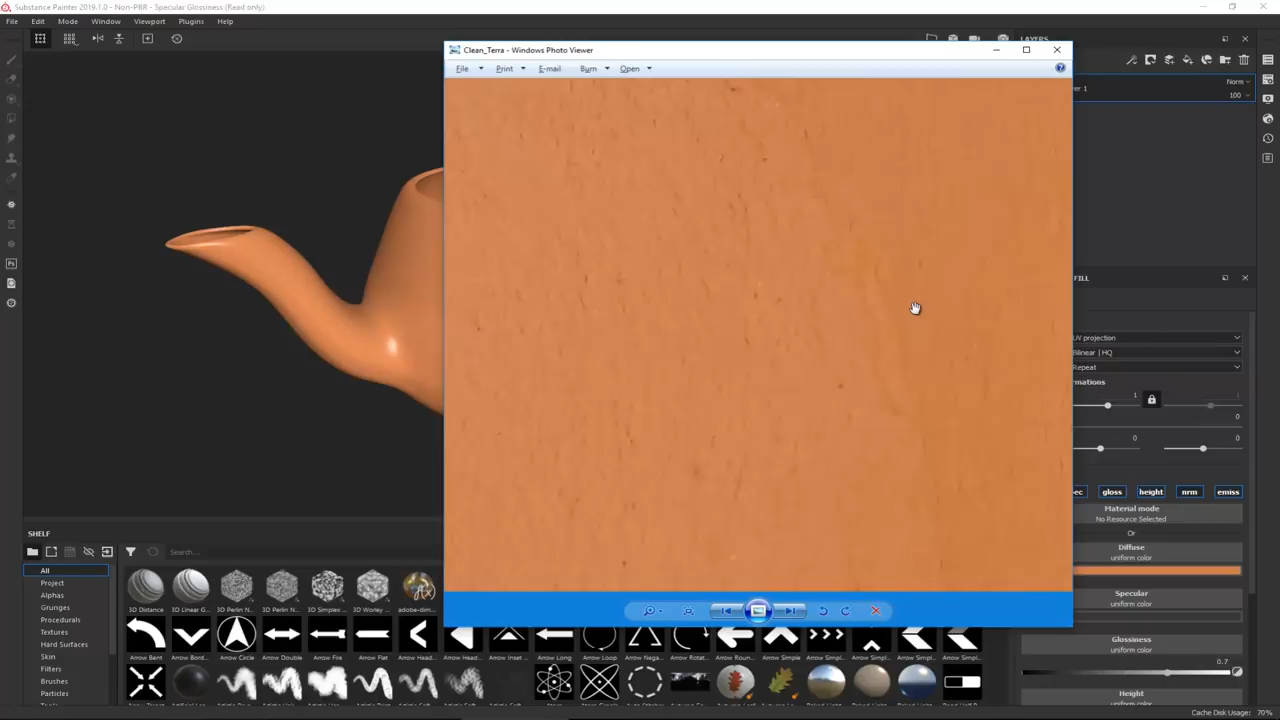 Substance Painter 2019.1.0 - Non-PBR - Specular Glossiness (Read only)
File Edit Mode Window Viewport Plugins Help
LAYERS
Clean_Terra - Windows Photo Viewer
Norm
100
File Print E-mail Burn Open
FILL
UV projection
Bilinear | HQ
Repeat
1
0
0
0
gloss height nrm emiss
Material mode
No Resource Selected
Or
Diffuse
uniform color
Specular
uniform color
Glossiness
uniform color
0.7
Height
uniform color
SHELF
Search...
All
Project
Alphas
Grunges
Procedurals
Textures
Hard Surfaces
Skin
Filters
Brushes
Particles
Tools
3D Distance 3D Linear G... 3D Perlin N... 3D Perlin N... 3D Simplex ... 3D Worley ... adobe-dim...
Arrow Bent Arrow Bord... Arrow Circle Arrow Double Arrow Fire Arrow Flat Arrow Head... Arrow Head... Arrow Inset ... Arrow Long Arrow Loop Arrow Nega... Arrow Rotat... Arrow Roun... Arrow Simple Arrow Simpl... Arrow Simpl... Arrow Simpl... Arrow Simpl...
Cache Disk Usage: 70%